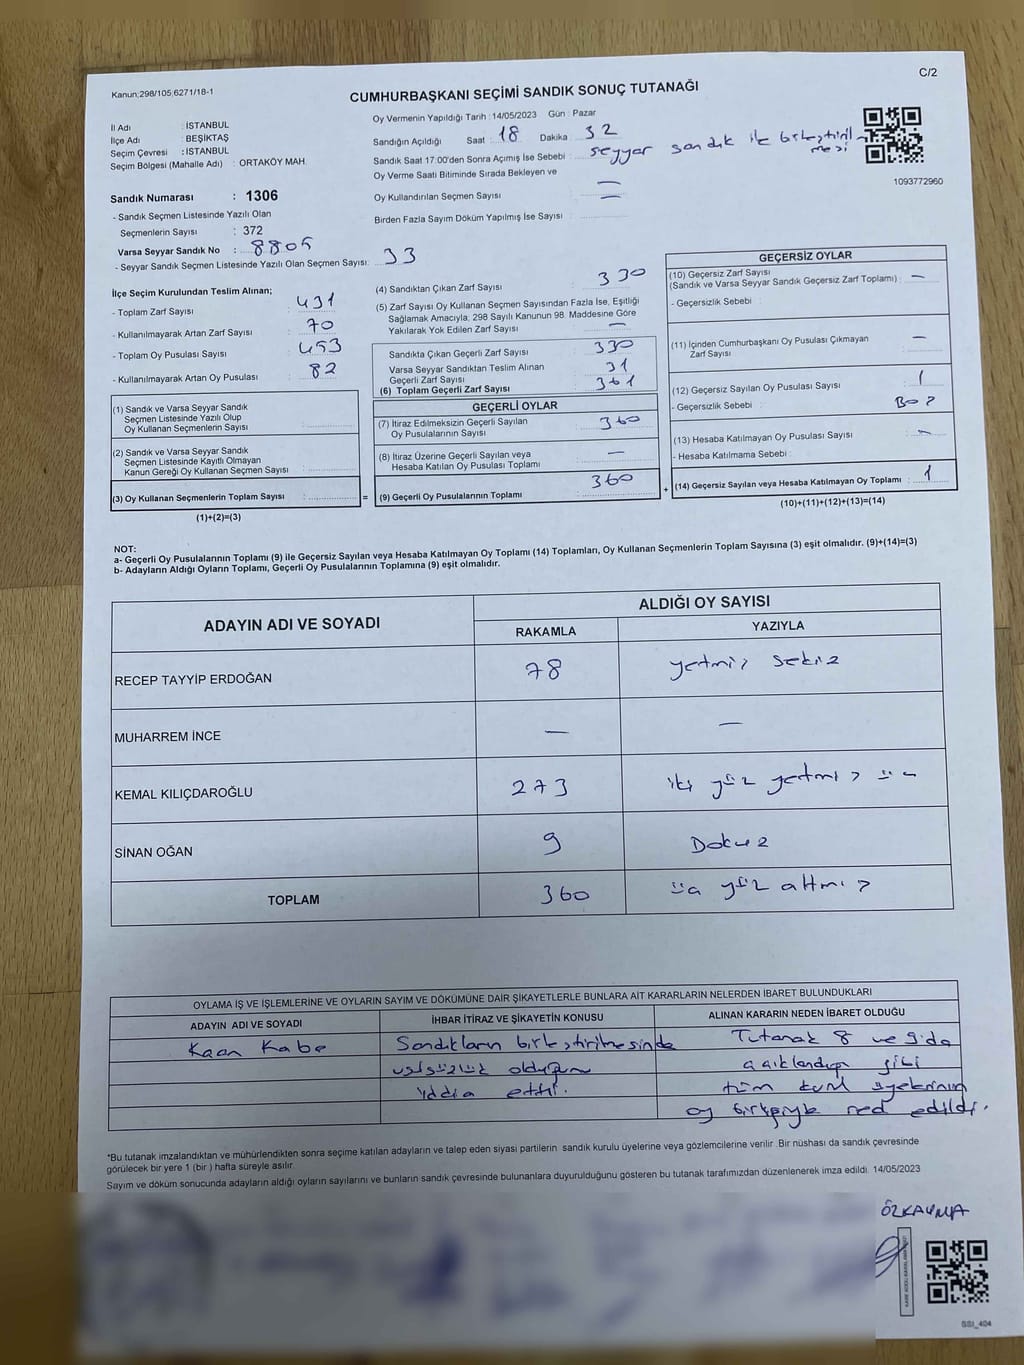 C/2
Kanun;298/105,6271/18-1
CUMHURBAŞKANI SEÇİMİ SANDIK SONUÇ TUTANAĞI
İl Adı : İSTANBUL
İlçe Adı : BEŞİKTAŞ
Seçim Çevresi : İSTANBUL
Seçim Bölgesi (Mahalle Adı) : ORTAKÖY MAH.
Oy Vermenin Yapıldığı Tarih : 14/05/2023 Gün : Pazar
Sandığın Açıldığı Saat : 18 Dakika : 32
Sandık Saat 17.00'den Sonra Açımış İse Sebebi : seyyar sandık ile birleştirilmesi
Oy Verme Saati Bitiminde Sırada Bekleyen ve
Oy Kullandırılan Seçmen Sayısı : —
Birden Fazla Sayım Döküm Yapılmış İse Sayısı : —
1093772960
Sandık Numarası : 1306
- Sandık Seçmen Listesinde Yazılı Olan
Seçmenlerin Sayısı : 372
Varsa Seyyar Sandık No : 8805
- Seyyar Sandık Seçmen Listesinde Yazılı Olan Seçmen Sayısı: 33
İlçe Seçim Kurulundan Teslim Alınan;
- Toplam Zarf Sayısı : 431
- Kullanılmayarak Artan Zarf Sayısı : 70
- Toplam Oy Pusulası Sayısı : 453
- Kullanılmayarak Artan Oy Pusulası : 82
(1) Sandık ve Varsa Seyyar Sandık
Seçmen Listesinde Yazılı Olup
Oy Kullanan Seçmenlerin Sayısı :
(2) Sandık ve Varsa Seyyar Sandık
Seçmen Listesinde Kayıtlı Olmayan
Kanun Gereği Oy Kullanan Seçmen Sayısı :
(3) Oy Kullanan Seçmenlerin Toplam Sayısı :
(1)+(2)=(3)
(4) Sandıktan Çıkan Zarf Sayısı : 330
(5) Zarf Sayısı Oy Kullanan Seçmen Sayısından Fazla İse, Eşitliği
Sağlamak Amacıyla, 298 Sayılı Kanunun 98. Maddesine Göre
Yakılarak Yok Edilen Zarf Sayısı : —
Sandıkta Çıkan Geçerli Zarf Sayısı : 330
Varsa Seyyar Sandıktan Teslim Alınan
Geçerli Zarf Sayısı : 31
(6) Toplam Geçerli Zarf Sayısı : 361
GEÇERLİ OYLAR
(7) İtiraz Edilmeksizin Geçerli Sayılan
Oy Pusulalarının Sayısı : 360
(8) İtiraz Üzerine Geçerli Sayılan veya
Hesaba Katılan Oy Pusulası Toplamı : —
= (9) Geçerli Oy Pusulalarının Toplamı : 360 +
GEÇERSİZ OYLAR
(10) Geçersiz Zarf Sayısı
(Sandık ve Varsa Seyyar Sandık Geçersiz Zarf Toplamı) : —
- Geçersizlik Sebebi :
(11) İçinden Cumhurbaşkanı Oy Pusulası Çıkmayan
Zarf Sayısı : —
(12) Geçersiz Sayılan Oy Pusulası Sayısı : 1
- Geçersizlik Sebebi : Boş
(13) Hesaba Katılmayan Oy Pusulası Sayısı : —
- Hesaba Katılmama Sebebi :
(14) Geçersiz Sayılan veya Hesaba Katılmayan Oy Toplamı : 1
(10)+(11)+(12)+(13)=(14)
NOT:
a- Geçerli Oy Pusulalarının Toplamı (9) ile Geçersiz Sayılan veya Hesaba Katılmayan Oy Toplamı (14) Toplamları, Oy Kullanan Seçmenlerin Toplam Sayısına (3) eşit olmalıdır. (9)+(14)=(3)
b- Adayların Aldığı Oyların Toplamı, Geçerli Oy Pusulalarının Toplamına (9) eşit olmalıdır.
ADAYIN ADI VE SOYADI
ALDIĞI OY SAYISI
RAKAMLA YAZIYLA
RECEP TAYYİP ERDOĞAN 78 yetmiş sekiz
MUHARREM İNCE — —
KEMAL KILIÇDAROĞLU 273 iki yüz yetmiş üç
SİNAN OĞAN 9 Dokuz
TOPLAM 360 üç yüz altmış
OYLAMA İŞ VE İŞLEMLERİNE VE OYLARIN SAYIM VE DÖKÜMÜNE DAİR ŞİKAYETLERLE BUNLARA AİT KARARLARIN NELERDEN İBARET BULUNDUKLARI
ADAYIN ADI VE SOYADI İHBAR İTİRAZ VE ŞİKAYETİN KONUSU ALINAN KARARIN NEDEN İBARET OLDUĞU
Kaan Kabe Sandıkların birleştirilmesinde Tutanak 8 ve 9'da
usulsüzlük olduğunu açıklandığı gibi
iddia etti. tüm kurul üyelerinin
oy birliğiyle red edildi.
*Bu tutanak imzalandıktan ve mühürlendikten sonra seçime katılan adayların ve talep eden siyasi partilerin sandık kurulu üyelerine veya gözlemcilerine verilir. Bir nüshası da sandık çevresinde
görülecek bir yere 1 (bir) hafta süreyle asılır.
Sayım ve döküm sonucunda adayların aldığı oyların sayılarını ve bunların sandık çevresinde bulunanlara duyurulduğunu gösteren bu tutanak tarafımızdan düzenlenerek imza edildi. 14/05/2023
ÖZKAYMA